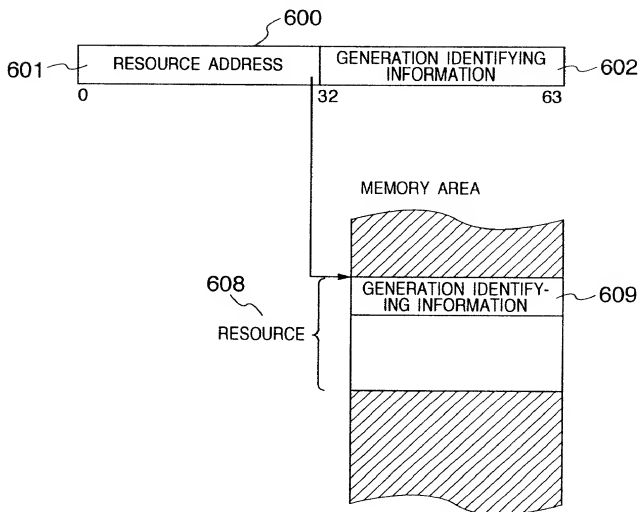 600
601
RESOURCE ADDRESS
GENERATION IDENTIFYING
INFORMATION
602
0
32
63
MEMORY AREA
608
RESOURCE
GENERATION IDENTIFY-
ING INFORMATION
609